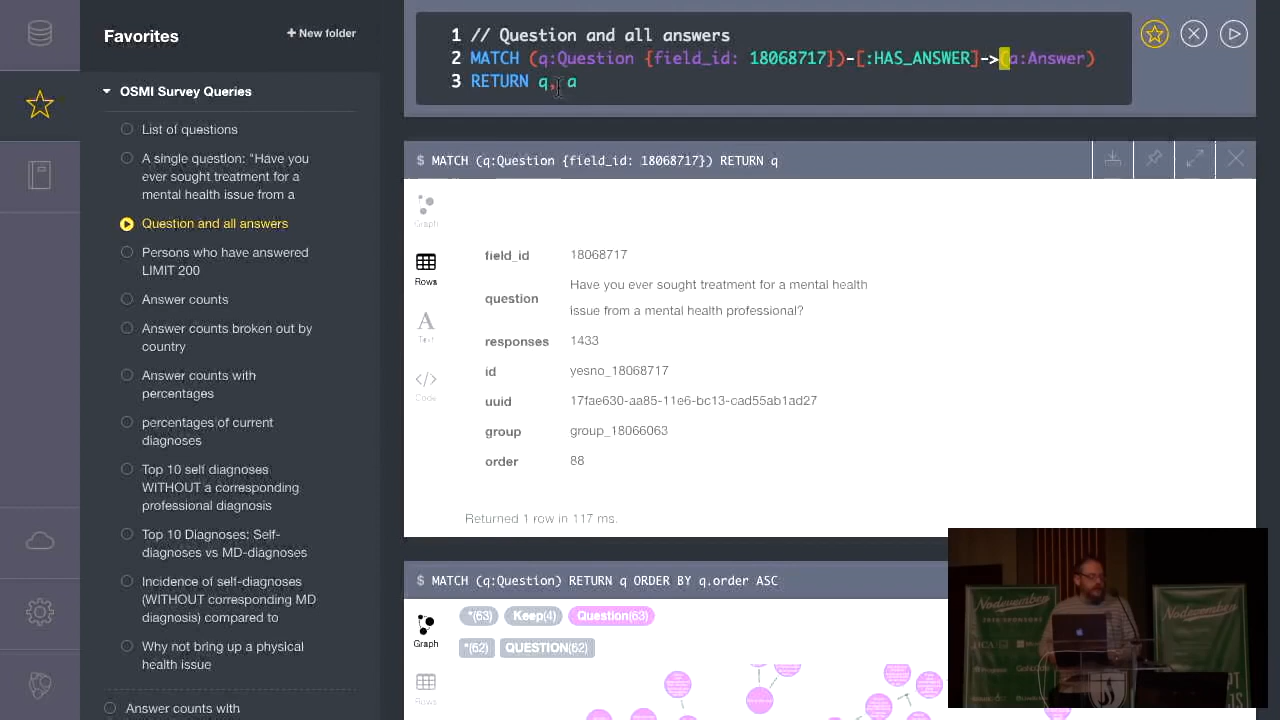 Favorites
+ New folder
OSMI Survey Queries
List of questions
A single question: "Have you
ever sought treatment for a
mental health issue from a
Question and all answers
Persons who have answered
LIMIT 200
Answer counts
Answer counts broken out by
country
Answer counts with
percentages
percentages of current
diagnoses
Top 10 self diagnoses
WITHOUT a corresponding
professional diagnosis
Top 10 Diagnoses: Self-
diagnoses vs MD-diagnoses
Incidence of self-diagnoses
(WITHOUT corresponding MD
diagnosis) compared to
Why not bring up a physical
health issue
Answer counts with
1 // Question and all answers
2 MATCH (q:Question {field_id: 18068717})-[:HAS_ANSWER]->(a:Answer)
3 RETURN q, a
$ MATCH (q:Question {field_id: 18068717}) RETURN q
Graph
Rows
Text
Code
field_id 18068717
question Have you ever sought treatment for a mental health
issue from a mental health professional?
responses 1433
id yesno_18068717
uuid 17fae630-aa85-11e6-bc13-cad55ab1ad27
group group_18066063
order 88
Returned 1 row in 117 ms.
$ MATCH (q:Question) RETURN q ORDER BY q.order ASC
Graph
Rows
*(63) Keep(4) Question(63)
*(62) QUESTION(62)
Nodevember
Nodevember